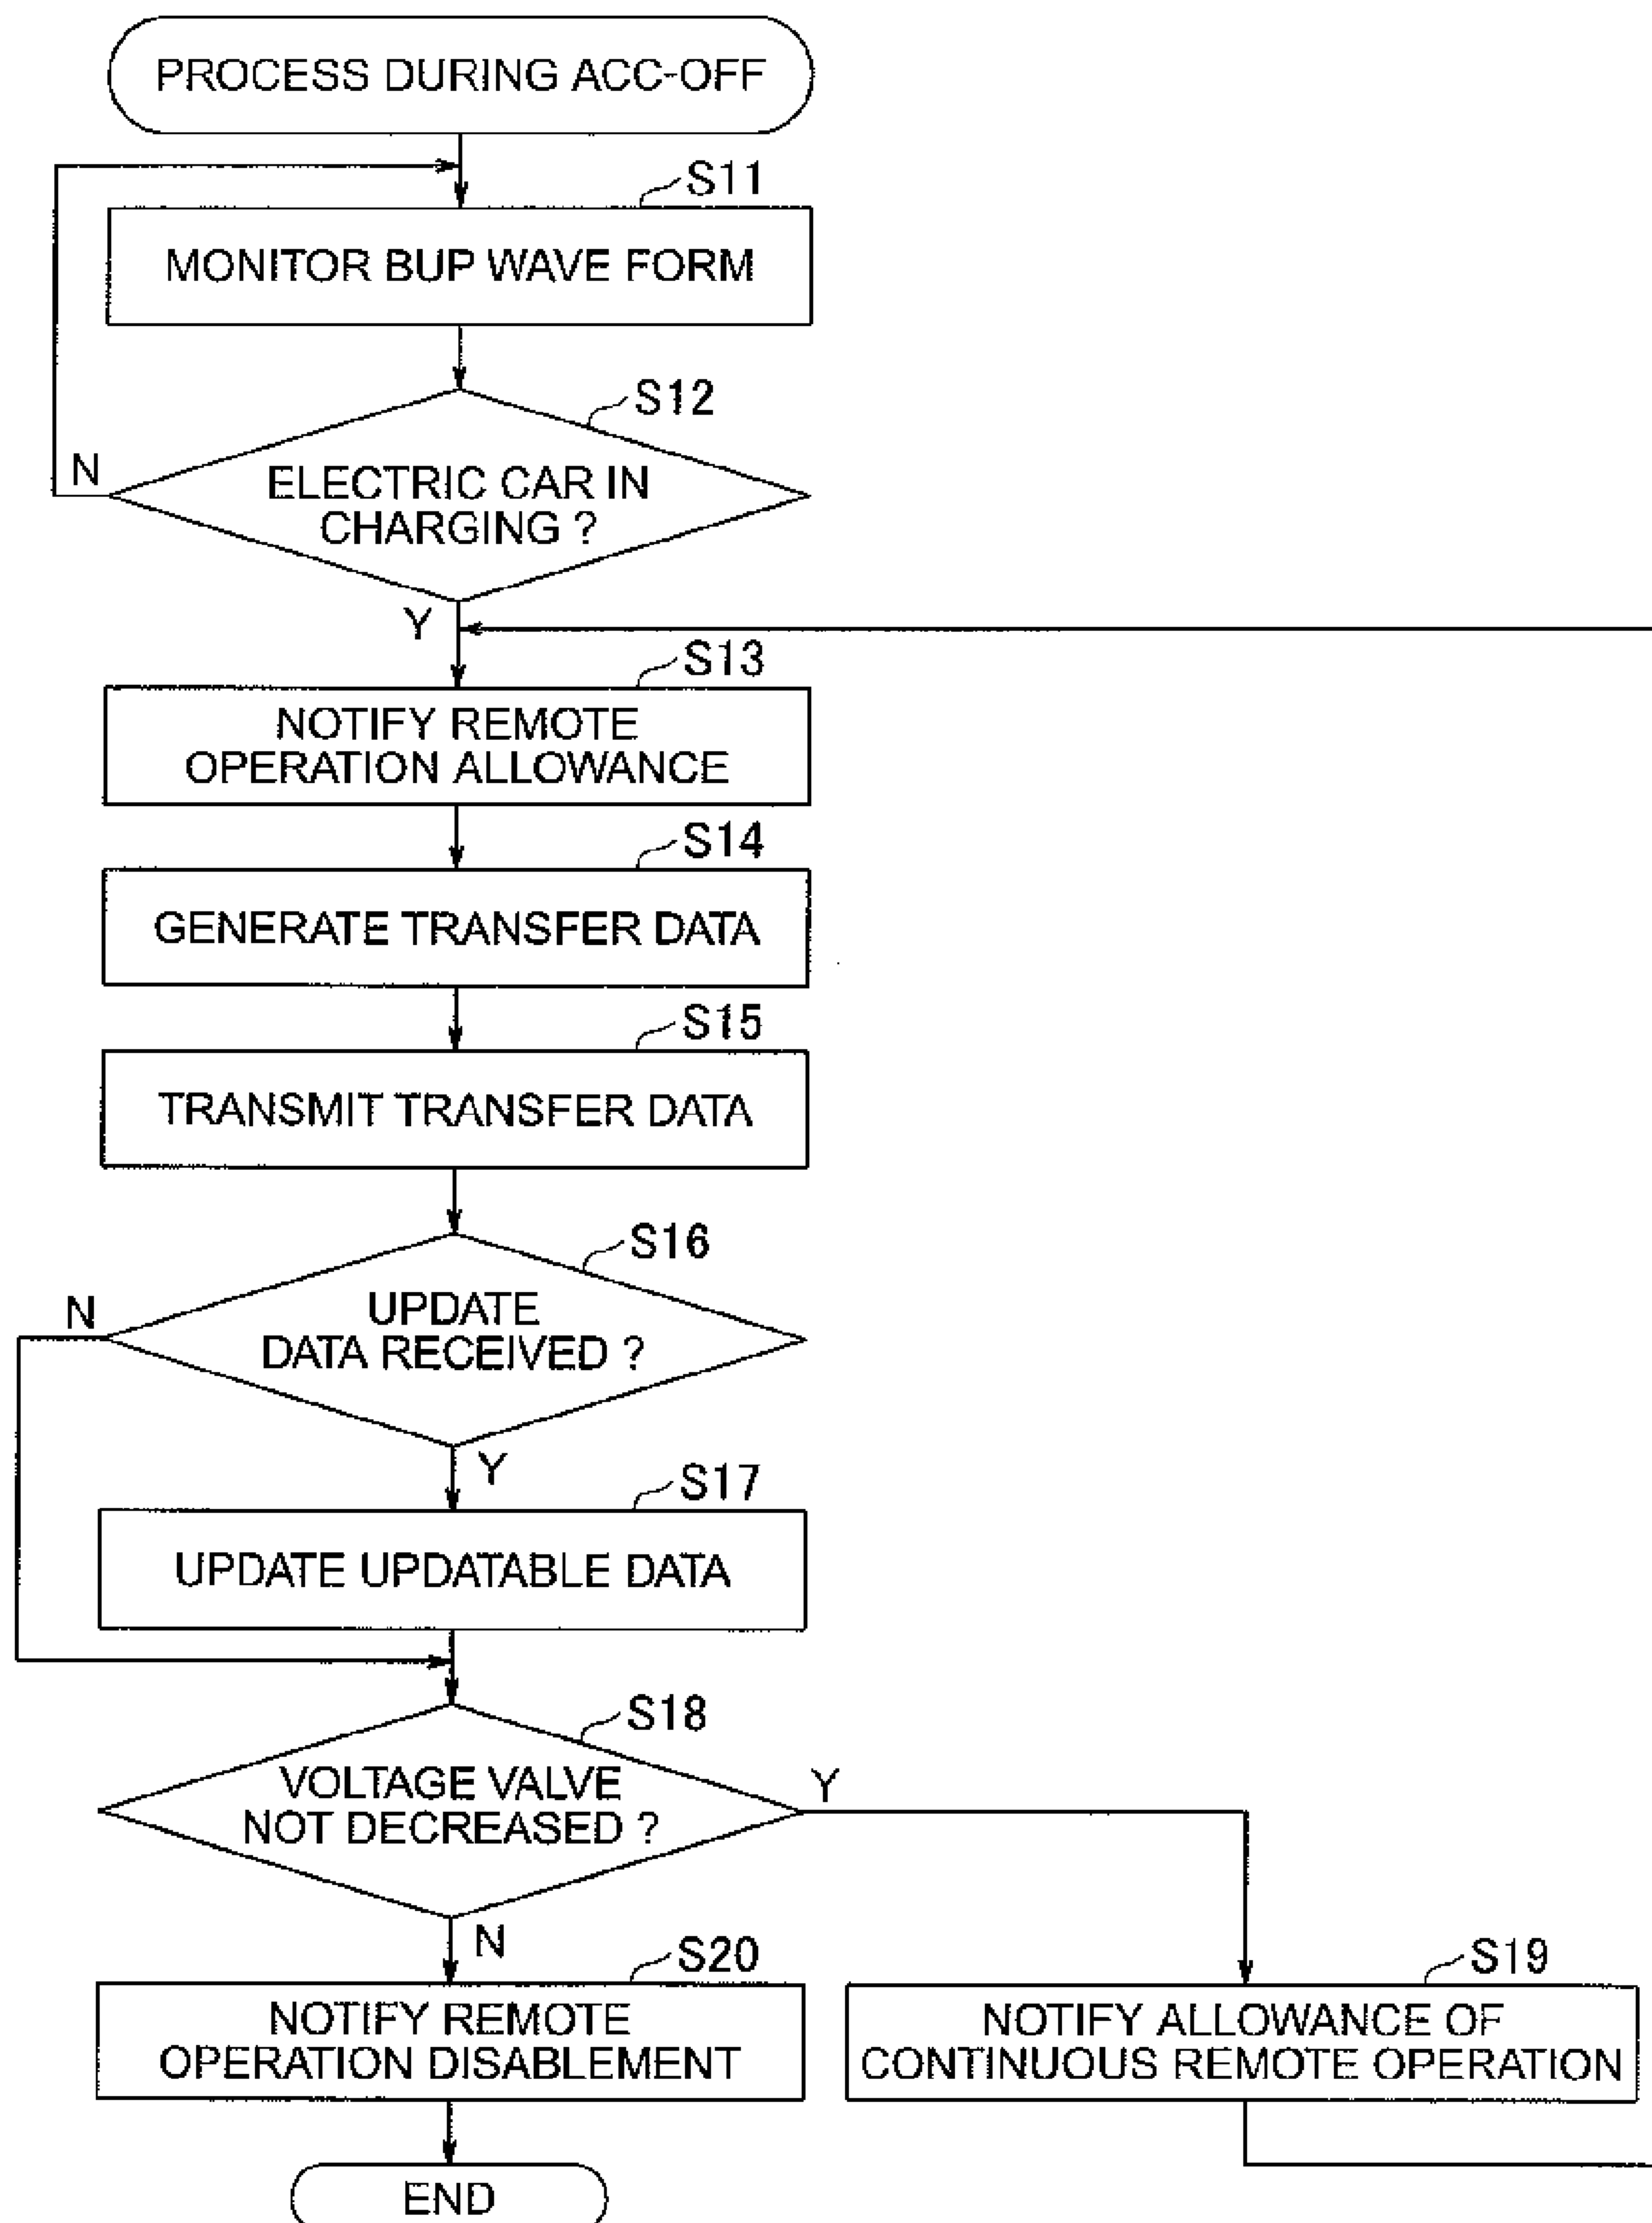 PROCESS DURING ACC-OFF
S11
MONITOR BUP WAVE FORM
S12
N
ELECTRIC CAR IN
CHARGING ?
Y
S13
NOTIFY REMOTE
OPERATION ALLOWANCE
S14
GENERATE TRANSFER DATA
S15
TRANSMIT TRANSFER DATA
S16
N
UPDATE
DATA RECEIVED ?
Y
S17
UPDATE UPDATABLE DATA
S18
VOLTAGE VALVE
NOT DECREASED ?
Y
N
S20
NOTIFY REMOTE
OPERATION DISABLEMENT
S19
NOTIFY ALLOWANCE OF
CONTINUOUS REMOTE OPERATION
END